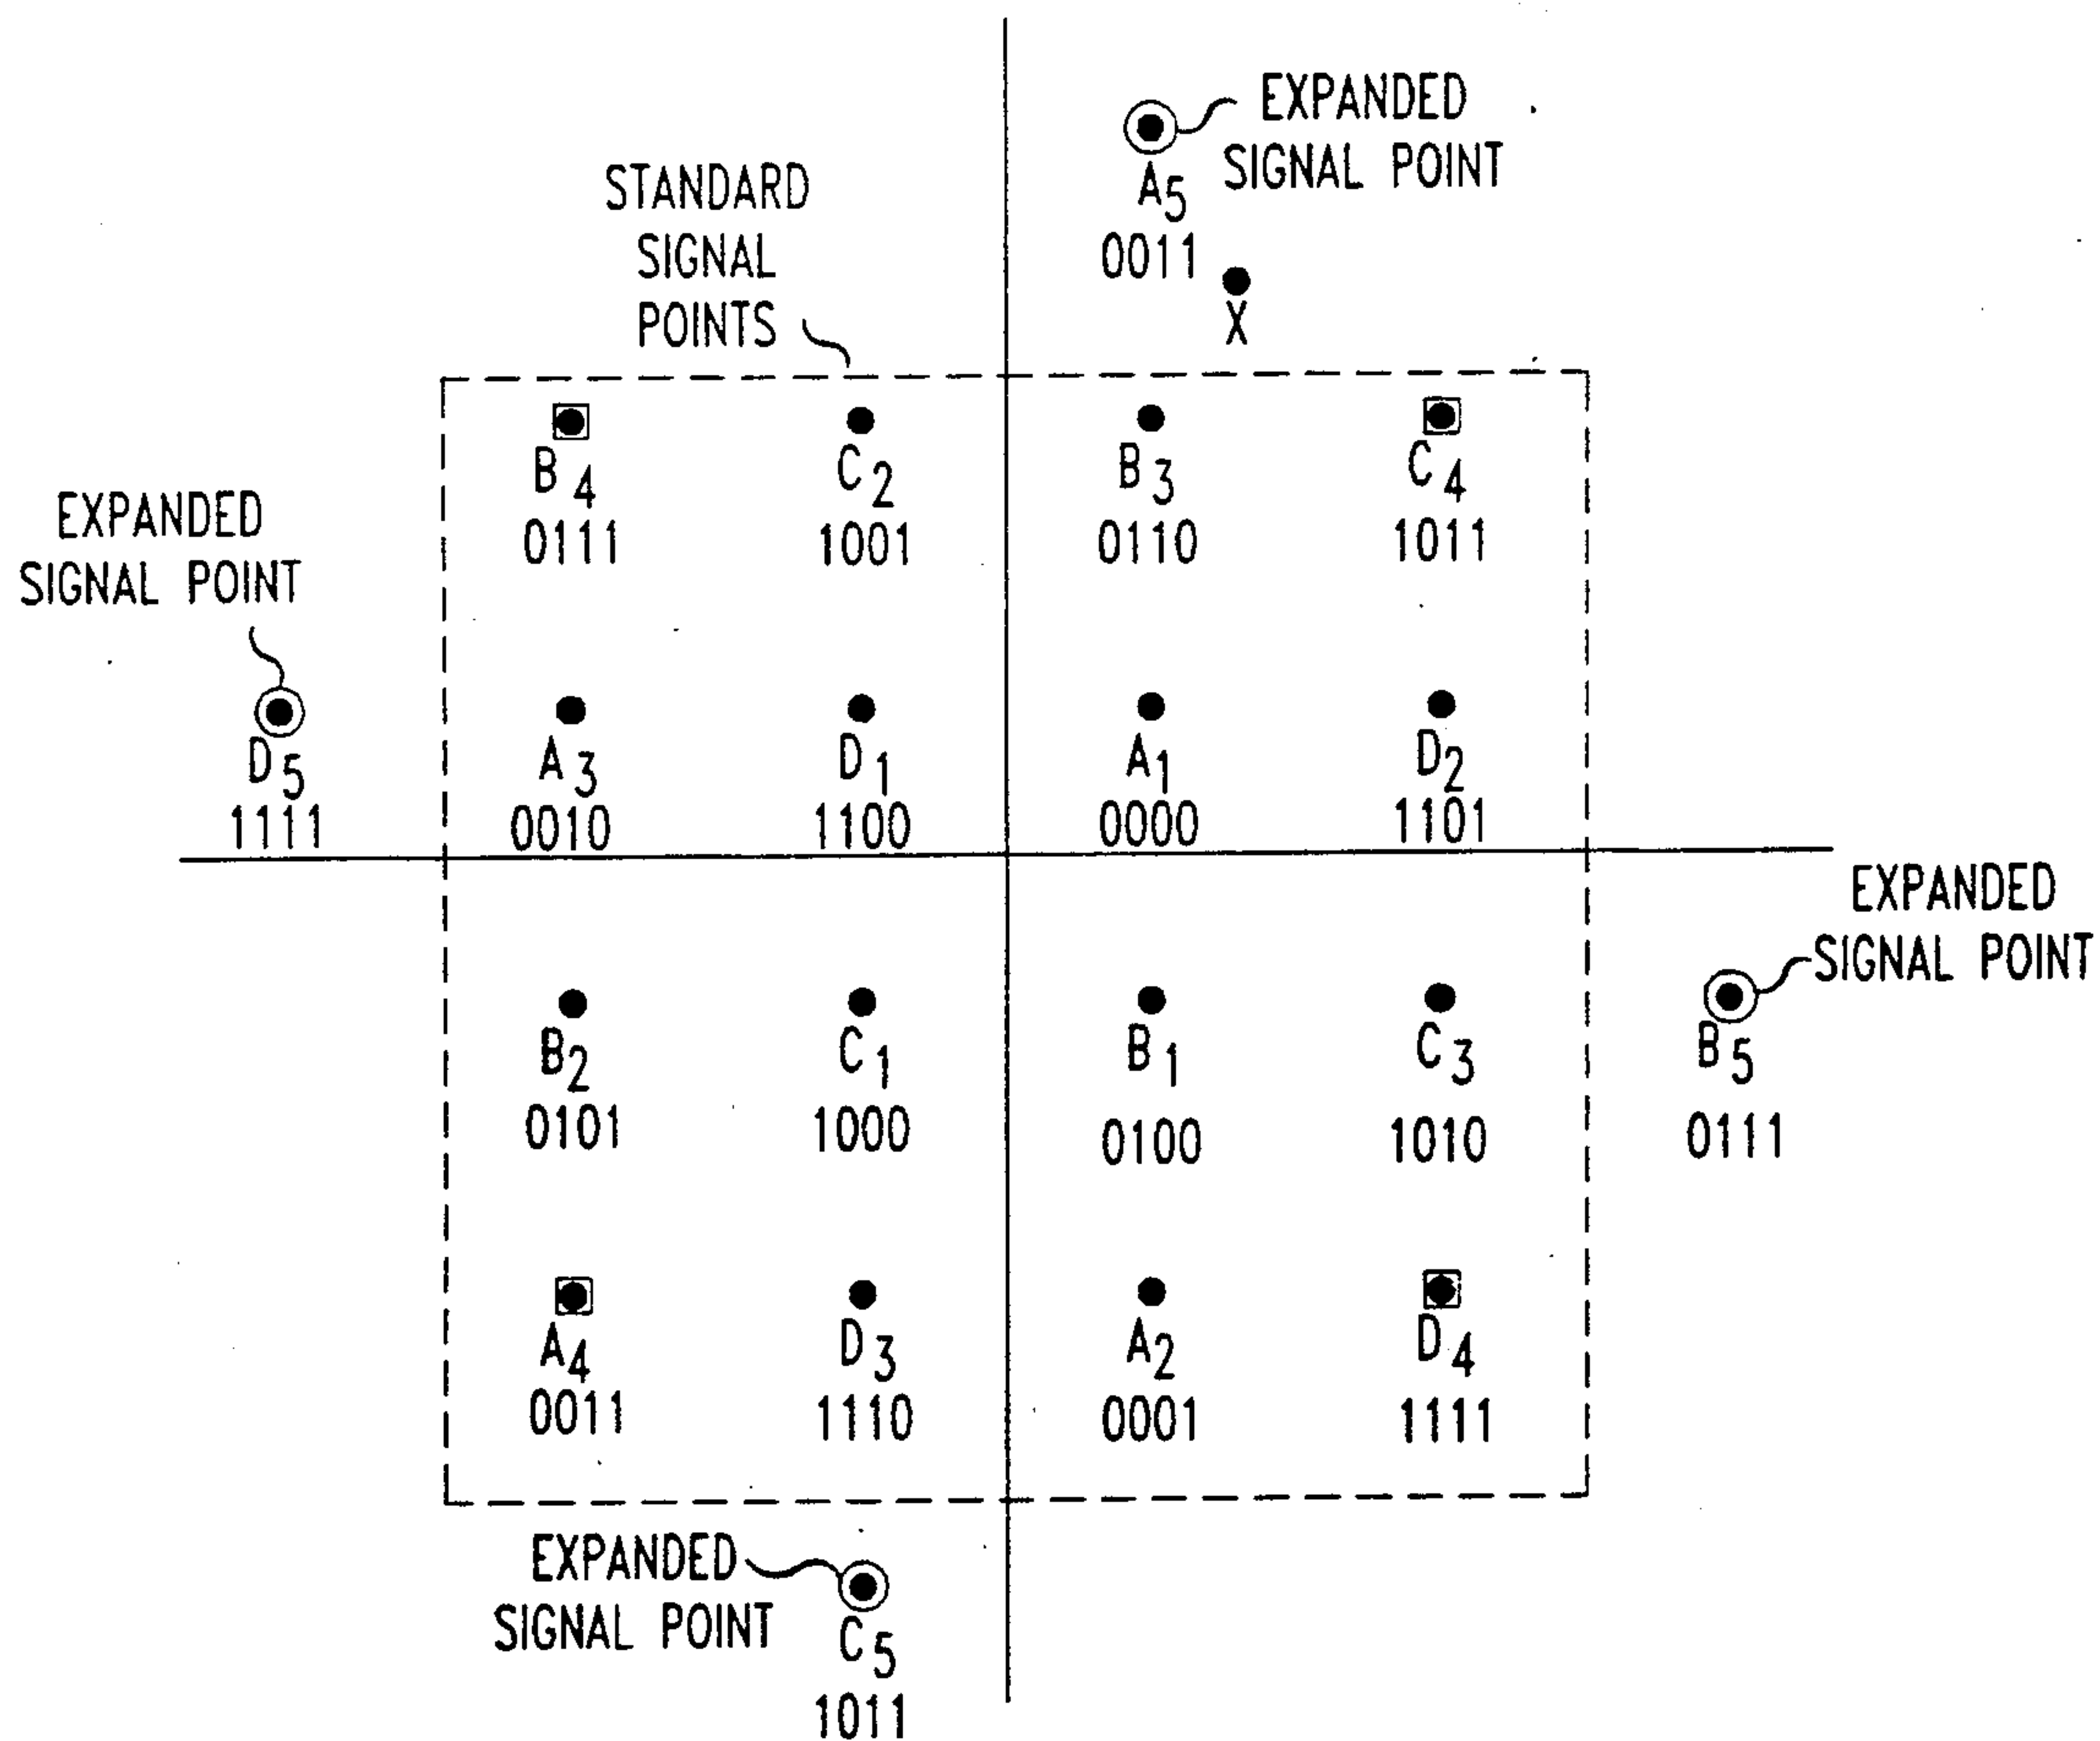 EXPANDED
SIGNAL POINT
A5
0011
X
STANDARD
SIGNAL
POINTS
B4
0111
C2
1001
B3
0110
C4
1011
EXPANDED
SIGNAL POINT
D5
1111
A3
0010
D1
1100
A1
0000
D2
1101
EXPANDED
SIGNAL POINT
B5
0111
B2
0101
C1
1000
B1
0100
C3
1010
A4
0011
D3
1110
A2
0001
D4
1111
EXPANDED
SIGNAL POINT
C5
1011